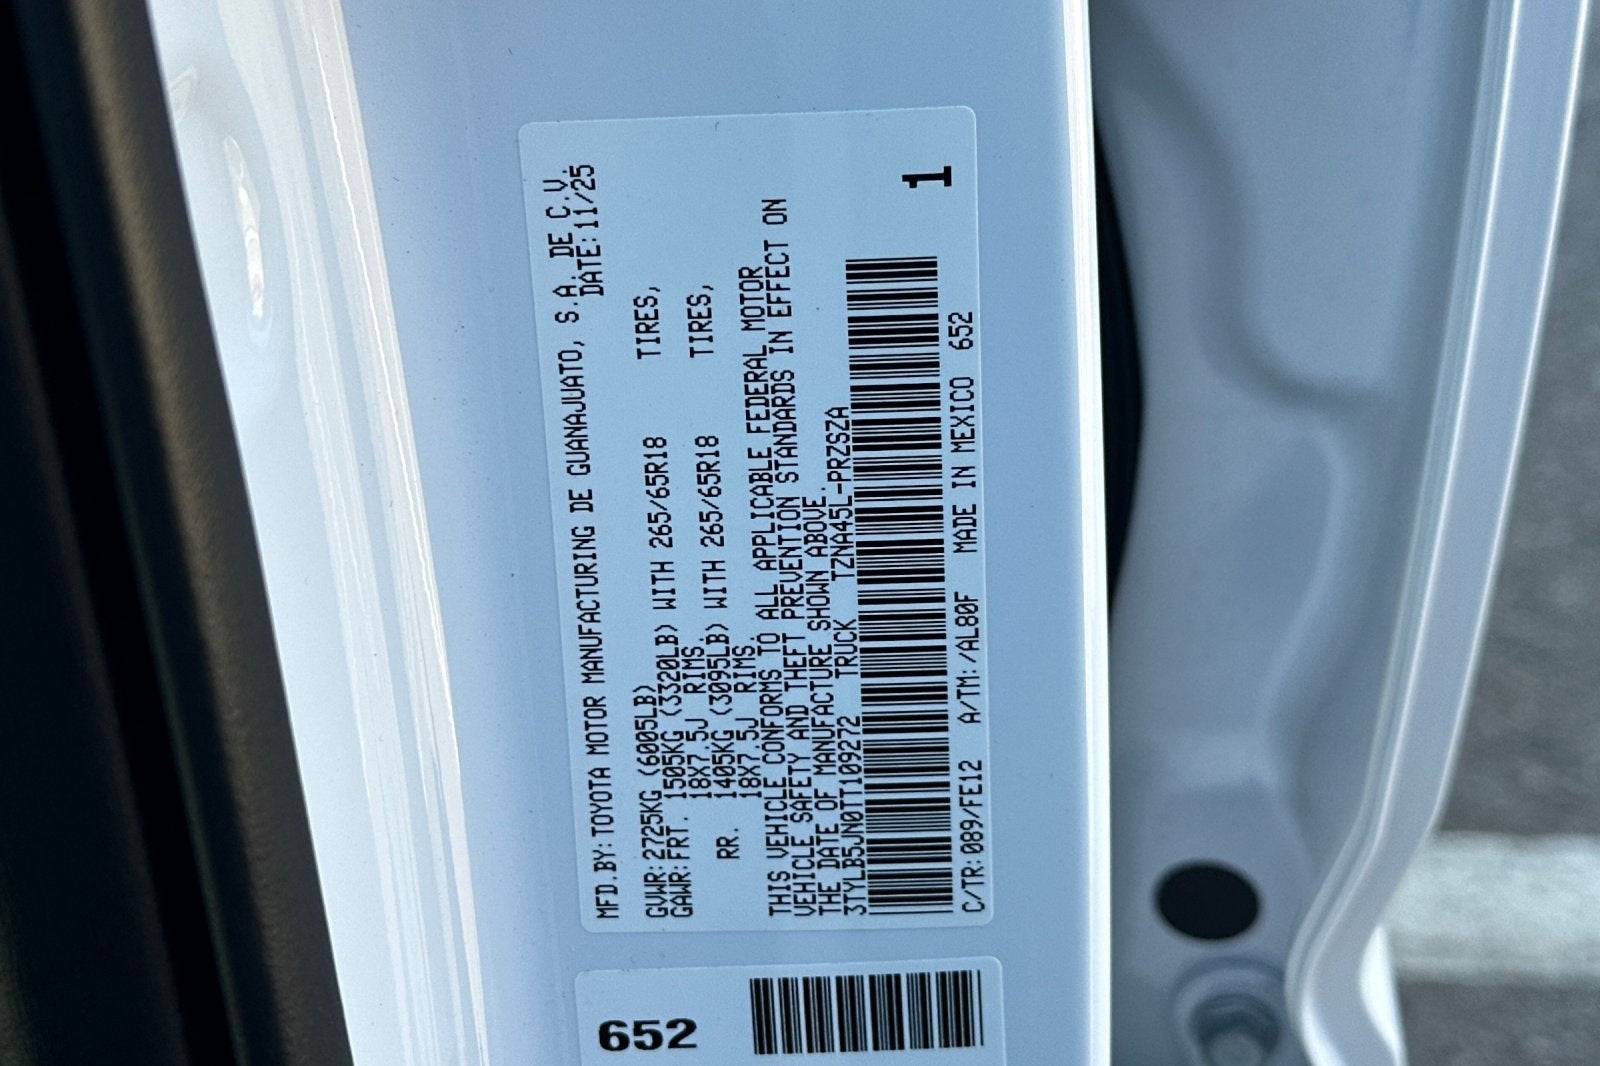 MFD.BY:TOYOTA MOTOR MANUFACTURING DE GUANAJUATO, S.A. DE C.V.
DATE:11/25
GVWR:2725KG (6005LB)
GAWR:FRT. 1505KG (3320LB) WITH 265/65R18 TIRES,
18X7.5J RIMS.
RR. 1405KG (3095LB) WITH 265/65R18 TIRES,
18X7.5J RIMS.
THIS VEHICLE CONFORMS TO ALL APPLICABLE FEDERAL MOTOR
VEHICLE SAFETY AND THEFT PREVENTION STANDARDS IN EFFECT ON
THE DATE OF MANUFACTURE SHOWN ABOVE.
3TYLB5JN0TT109272 TRUCK TZNA45L-PRZSZA
1
C/TR:089/FE12 A/TM:/AL80F MADE IN MEXICO 652
652